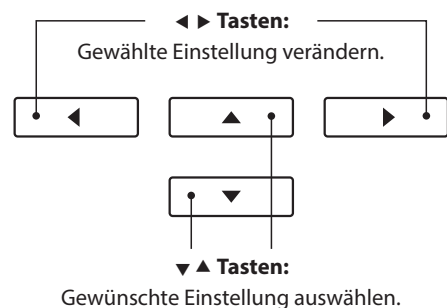 ◀ ▶ Tasten:
Gewählte Einstellung verändern.
▼ ▲ Tasten:
Gewünschte Einstellung auswählen.